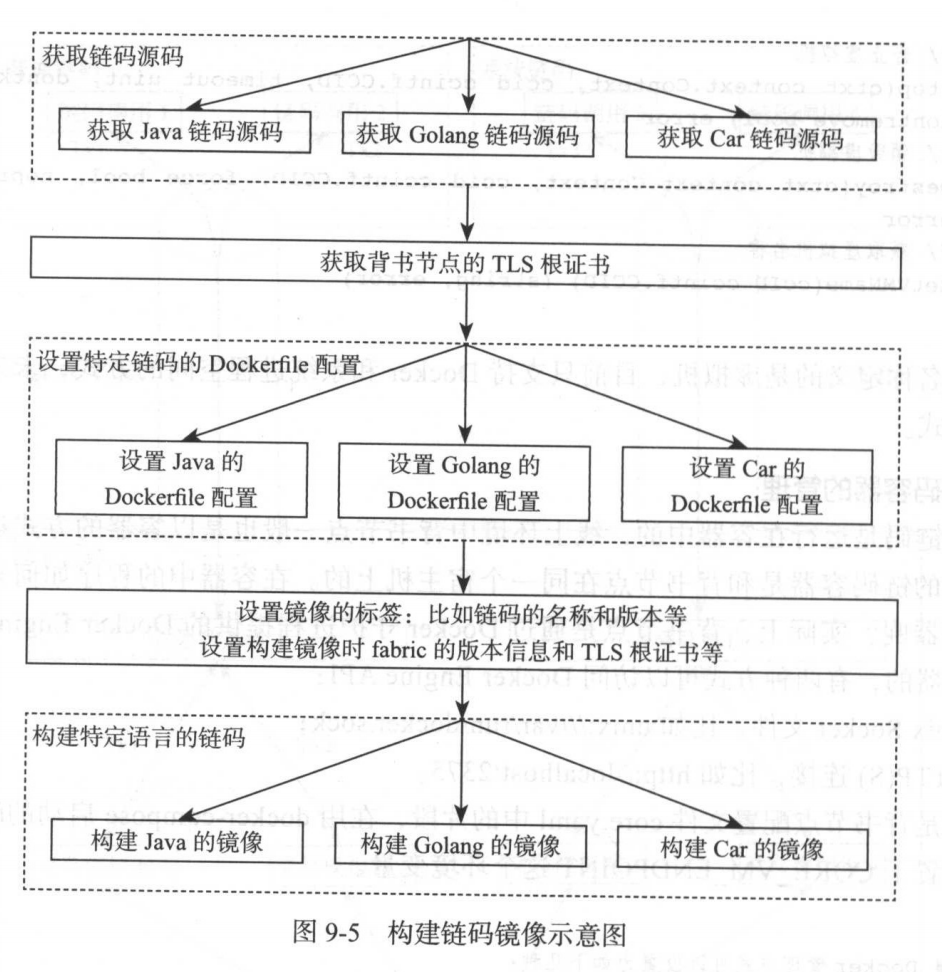 获取链码源码
获取 Java 链码源码
获取 Golang 链码源码
获取 Car 链码源码
获取背书节点的 TLS 根证书
设置特定链码的 Dockerfile 配置
设置 Java 的
Dockerfile 配置
设置 Golang 的
Dockerfile 配置
设置 Car 的
Dockerfile 配置
设置镜像的标签：比如链码的名称和版本等
设置构建镜像时 fabric 的版本信息和 TLS 根证书等
构建特定语言的链码
构建 Java 的镜像
构建 Golang 的镜像
构建 Car 的镜像
图 9-5 构建链码镜像示意图